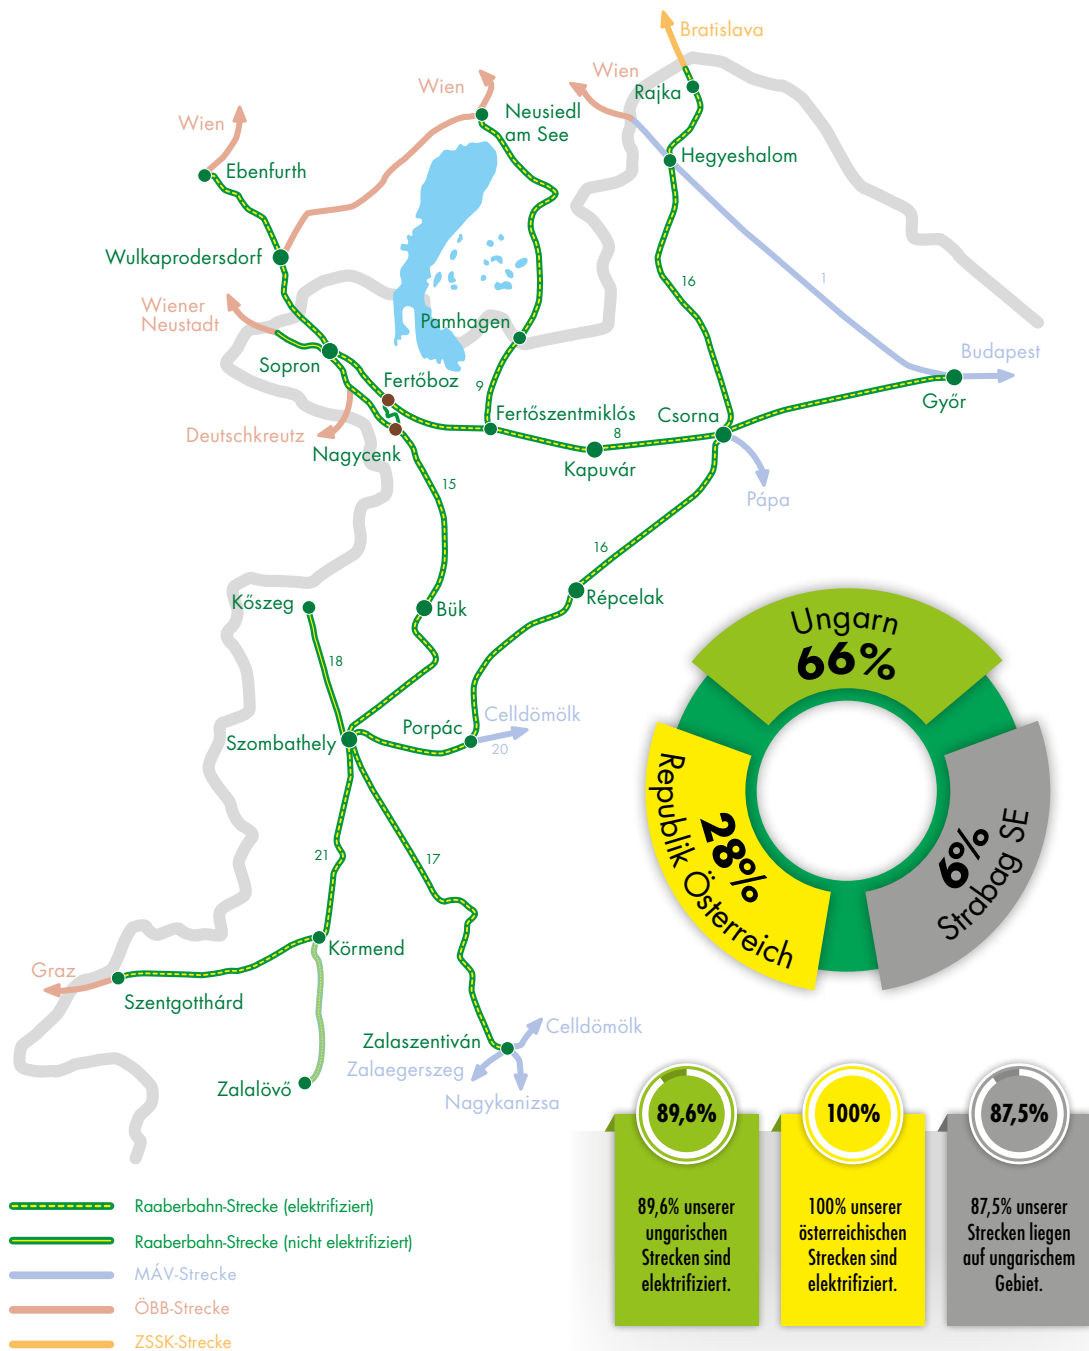 Bratislava
Wien
Rajka
Wien
Neusiedl
am See
Wien
Hegyeshalom
Ebenfurth
Wulkaprodersdorf
16
1
Wiener
Neustadt
Pamhagen
Budapest
Sopron
Fertőboz
9
Győr
Fertőszentmiklós
Csorna
8
Deutschkreutz
Nagycenk
Kapuvár
15
Pápa
16
Kőszeg
Bük
Répcelak
18
Celldömölk
Porpác
Szombathely
20
21
17
Körmend
Graz
Szentgotthárd
Zalaszentiván
Celldömölk
Zalaegerszeg
Zalalövő
Nagykanizsa
Ungarn
66%
Republik Österreich
28%
6%
Strabag SE
89,6%
89,6% unserer
ungarischen
Strecken sind
elektrifiziert.
100%
100% unserer
österreichischen
Strecken sind
elektrifiziert.
87,5%
87,5% unserer
Strecken liegen
auf ungarischem
Gebiet.
Raaberbahn-Strecke (elektrifiziert)
Raaberbahn-Strecke (nicht elektrifiziert)
MÁV-Strecke
ÖBB-Strecke
ZSSK-Strecke